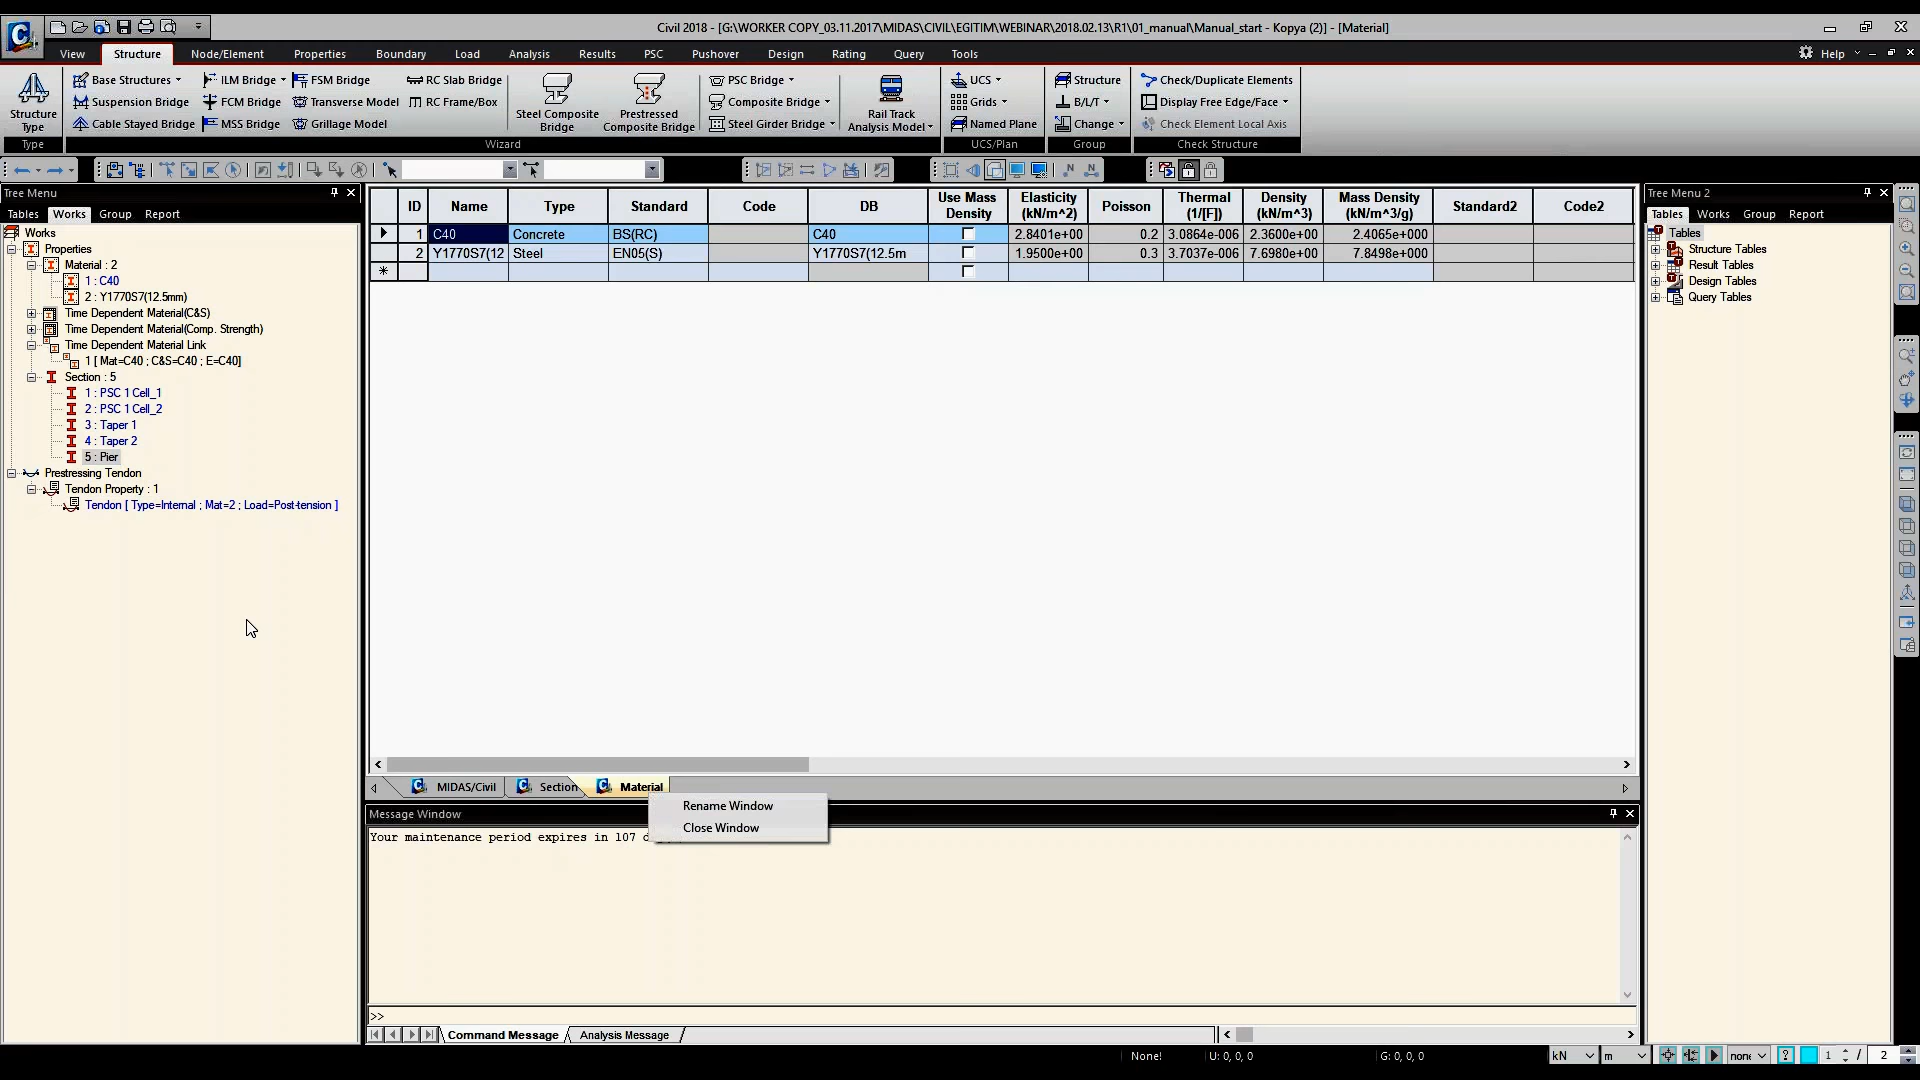 Civil 2018 - [G:\WORKER COPY_03.11.2017\MIDAS\CIVIL\EGITIM\WEBINAR\2018.02.13\R1\01_manual\Manual_start - Kopya (2)] - [Material]
View Structure Node/Element Properties Boundary Load Analysis Results PSC Pushover Design Rating Query Tools Help
Base Structures ILM Bridge FSM Bridge RC Slab Bridge PSC Bridge UCS Structure Check/Duplicate Elements
Suspension Bridge FCM Bridge Transverse Model RC Frame/Box Composite Bridge Grids B/L/T Display Free Edge/Face
Structure Type Cable Stayed Bridge MSS Bridge Grillage Model Steel Composite Bridge Prestressed Composite Bridge Steel Girder Bridge Rail Track Analysis Model Named Plane Change Check Element Local Axis
Type Wizard UCS/Plan Group Check Structure
Tree Menu
Tables Works Group Report
Works
Properties
Material : 2
1 : C40
2 : Y1770S7(12.5mm)
Time Dependent Material(C&S)
Time Dependent Material(Comp. Strength)
Time Dependent Material Link
1 [ Mat=C40 ; C&S=C40 ; E=C40]
Section : 5
1 : PSC 1 Cell_1
2 : PSC 1 Cell_2
3 : Taper 1
4 : Taper 2
5 : Pier
Prestressing Tendon
Tendon Property : 1
Tendon [ Type=Internal ; Mat=2 ; Load=Post-tension ]
ID Name Type Standard Code DB Use Mass Density Elasticity (kN/m^2) Poisson Thermal (1/[F]) Density (kN/m^3) Mass Density (kN/m^3/g) Standard2 Code2
1 C40 Concrete BS(RC) C40 2.8401e+00 0.2 3.0864e-006 2.3600e+00 2.4065e+000
2 Y1770S7(12 Steel EN05(S) Y1770S7(12.5m 1.9500e+00 0.3 3.7037e-006 7.6980e+00 7.8498e+000
*
MIDAS/Civil Section Material
Rename Window
Close Window
Message Window
Your maintenance period expires in 107 d
>>
Command Message Analysis Message
Tree Menu 2
Tables Works Group Report
Tables
Structure Tables
Result Tables
Design Tables
Query Tables
None! U: 0, 0, 0 G: 0, 0, 0 kN m none ? 1 / 2